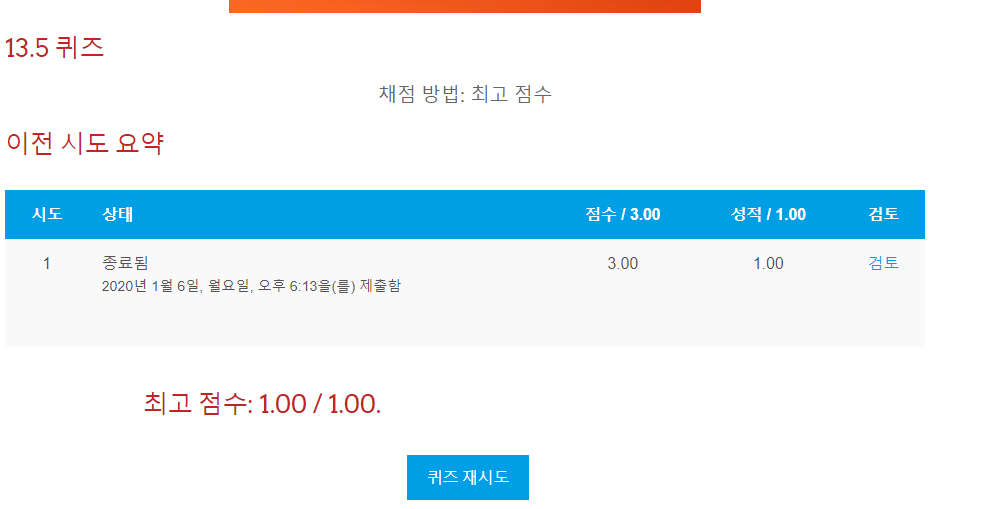 13.5 퀴즈
채점 방법: 최고 점수
이전 시도 요약
시도 상태 점수 / 3.00 성적 / 1.00 검토
1 종료됨 3.00 1.00 검토
2020년 1월 6일, 월요일, 오후 6:13을(를) 제출함
최고 점수: 1.00 / 1.00.
퀴즈 재시도